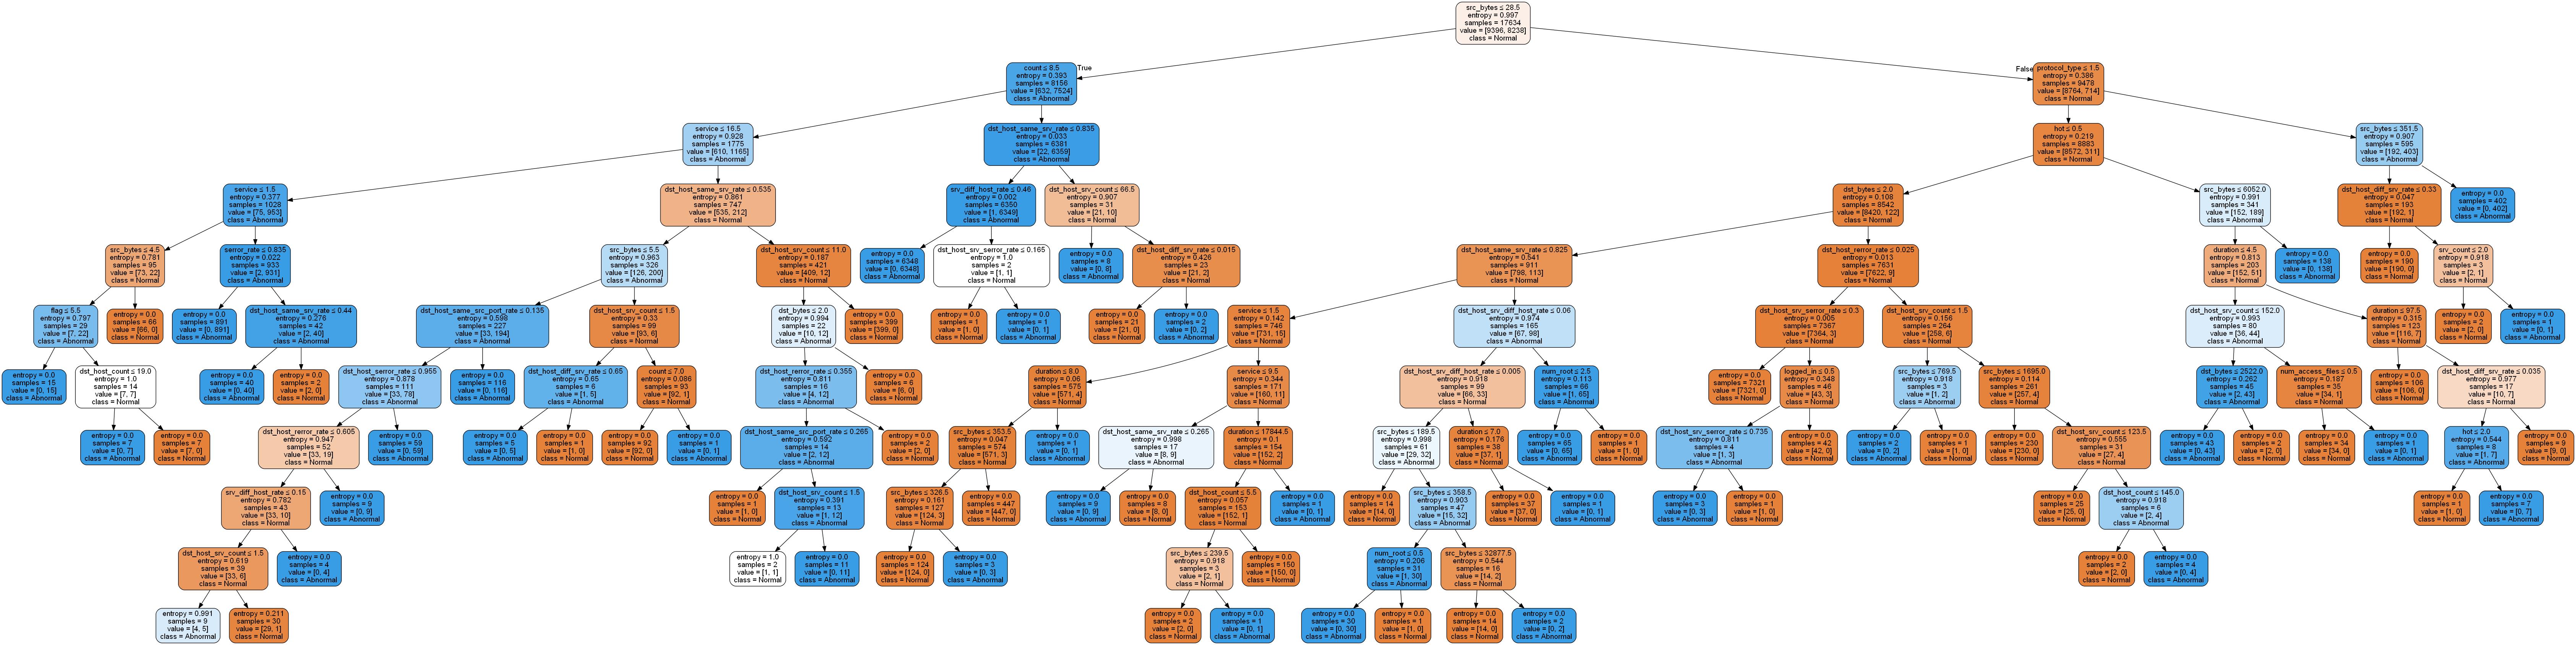 src_bytes ≤ 28.5
entropy = 0.997
samples = 17634
value = [9396, 8238]
class = Normal
True
False
count ≤ 8.5
entropy = 0.393
samples = 8156
value = [632, 7524]
class = Abnormal
protocol_type ≤ 1.5
entropy = 0.386
samples = 9478
value = [8764, 714]
class = Normal
service ≤ 16.5
entropy = 0.928
samples = 1775
value = [610, 1165]
class = Abnormal
dst_host_same_srv_rate ≤ 0.835
entropy = 0.033
samples = 6381
value = [22, 6359]
class = Abnormal
hot ≤ 0.5
entropy = 0.219
samples = 8883
value = [8572, 311]
class = Normal
src_bytes ≤ 351.5
entropy = 0.907
samples = 595
value = [192, 403]
class = Abnormal
service ≤ 1.5
entropy = 0.377
samples = 1028
value = [75, 953]
class = Abnormal
dst_host_same_srv_rate ≤ 0.535
entropy = 0.861
samples = 747
value = [535, 212]
class = Normal
srv_diff_host_rate ≤ 0.46
entropy = 0.002
samples = 6350
value = [1, 6349]
class = Abnormal
dst_host_srv_count ≤ 66.5
entropy = 0.907
samples = 31
value = [21, 10]
class = Normal
dst_bytes ≤ 2.0
entropy = 0.108
samples = 8542
value = [8420, 122]
class = Normal
src_bytes ≤ 6052.0
entropy = 0.991
samples = 341
value = [152, 189]
class = Abnormal
dst_host_diff_srv_rate ≤ 0.33
entropy = 0.047
samples = 193
value = [192, 1]
class = Normal
entropy = 0.0
samples = 402
value = [0, 402]
class = Abnormal
src_bytes ≤ 4.5
entropy = 0.781
samples = 95
value = [73, 22]
class = Normal
serror_rate ≤ 0.835
entropy = 0.022
samples = 933
value = [2, 931]
class = Abnormal
src_bytes ≤ 5.5
entropy = 0.963
samples = 326
value = [126, 200]
class = Abnormal
dst_host_srv_count ≤ 11.0
entropy = 0.187
samples = 421
value = [409, 12]
class = Normal
entropy = 0.0
samples = 6348
value = [0, 6348]
class = Abnormal
dst_host_srv_serror_rate ≤ 0.165
entropy = 1.0
samples = 2
value = [1, 1]
class = Normal
entropy = 0.0
samples = 8
value = [0, 8]
class = Abnormal
dst_host_diff_srv_rate ≤ 0.015
entropy = 0.426
samples = 23
value = [21, 2]
class = Normal
dst_host_same_srv_rate ≤ 0.825
entropy = 0.541
samples = 911
value = [798, 113]
class = Normal
dst_host_rerror_rate ≤ 0.025
entropy = 0.013
samples = 7631
value = [7622, 9]
class = Normal
duration ≤ 4.5
entropy = 0.813
samples = 203
value = [152, 51]
class = Normal
entropy = 0.0
samples = 138
value = [0, 138]
class = Abnormal
entropy = 0.0
samples = 190
value = [190, 0]
class = Normal
srv_count ≤ 2.0
entropy = 0.918
samples = 3
value = [2, 1]
class = Normal
flag ≤ 5.5
entropy = 0.797
samples = 29
value = [7, 22]
class = Abnormal
entropy = 0.0
samples = 66
value = [66, 0]
class = Normal
entropy = 0.0
samples = 891
value = [0, 891]
class = Abnormal
dst_host_same_srv_rate ≤ 0.44
entropy = 0.276
samples = 42
value = [2, 40]
class = Abnormal
dst_host_same_src_port_rate ≤ 0.135
entropy = 0.598
samples = 227
value = [33, 194]
class = Abnormal
dst_host_srv_count ≤ 1.5
entropy = 0.33
samples = 99
value = [93, 6]
class = Normal
dst_bytes ≤ 2.0
entropy = 0.994
samples = 22
value = [10, 12]
class = Abnormal
entropy = 0.0
samples = 399
value = [399, 0]
class = Normal
entropy = 0.0
samples = 1
value = [1, 0]
class = Normal
entropy = 0.0
samples = 1
value = [0, 1]
class = Abnormal
entropy = 0.0
samples = 21
value = [21, 0]
class = Normal
entropy = 0.0
samples = 2
value = [0, 2]
class = Abnormal
service ≤ 1.5
entropy = 0.142
samples = 746
value = [731, 15]
class = Normal
dst_host_srv_diff_host_rate ≤ 0.06
entropy = 0.974
samples = 165
value = [67, 98]
class = Abnormal
dst_host_srv_serror_rate ≤ 0.3
entropy = 0.005
samples = 7367
value = [7364, 3]
class = Normal
dst_host_srv_count ≤ 1.5
entropy = 0.156
samples = 264
value = [258, 6]
class = Normal
dst_host_srv_count ≤ 152.0
entropy = 0.993
samples = 80
value = [36, 44]
class = Abnormal
duration ≤ 97.5
entropy = 0.315
samples = 123
value = [116, 7]
class = Normal
entropy = 0.0
samples = 2
value = [2, 0]
class = Normal
entropy = 0.0
samples = 1
value = [0, 1]
class = Abnormal
entropy = 0.0
samples = 15
value = [0, 15]
class = Abnormal
dst_host_count ≤ 19.0
entropy = 1.0
samples = 14
value = [7, 7]
class = Normal
entropy = 0.0
samples = 40
value = [0, 40]
class = Abnormal
entropy = 0.0
samples = 2
value = [2, 0]
class = Normal
dst_host_serror_rate ≤ 0.955
entropy = 0.878
samples = 111
value = [33, 78]
class = Abnormal
entropy = 0.0
samples = 116
value = [0, 116]
class = Abnormal
dst_host_diff_srv_rate ≤ 0.65
entropy = 0.65
samples = 6
value = [1, 5]
class = Abnormal
count ≤ 7.0
entropy = 0.086
samples = 93
value = [92, 1]
class = Normal
dst_host_rerror_rate ≤ 0.355
entropy = 0.811
samples = 16
value = [4, 12]
class = Abnormal
entropy = 0.0
samples = 6
value = [6, 0]
class = Normal
duration ≤ 8.0
entropy = 0.06
samples = 575
value = [571, 4]
class = Normal
service ≤ 9.5
entropy = 0.344
samples = 171
value = [160, 11]
class = Normal
dst_host_srv_diff_host_rate ≤ 0.005
entropy = 0.918
samples = 99
value = [66, 33]
class = Normal
num_root ≤ 2.5
entropy = 0.113
samples = 66
value = [1, 65]
class = Abnormal
entropy = 0.0
samples = 7321
value = [7321, 0]
class = Normal
logged_in ≤ 0.5
entropy = 0.348
samples = 46
value = [43, 3]
class = Normal
src_bytes ≤ 769.5
entropy = 0.918
samples = 3
value = [1, 2]
class = Abnormal
src_bytes ≤ 1695.0
entropy = 0.114
samples = 261
value = [257, 4]
class = Normal
dst_bytes ≤ 2522.0
entropy = 0.262
samples = 45
value = [2, 43]
class = Abnormal
num_access_files ≤ 0.5
entropy = 0.187
samples = 35
value = [34, 1]
class = Normal
entropy = 0.0
samples = 106
value = [106, 0]
class = Normal
dst_host_diff_srv_rate ≤ 0.035
entropy = 0.977
samples = 17
value = [10, 7]
class = Normal
entropy = 0.0
samples = 7
value = [0, 7]
class = Abnormal
entropy = 0.0
samples = 7
value = [7, 0]
class = Normal
dst_host_rerror_rate ≤ 0.605
entropy = 0.947
samples = 52
value = [33, 19]
class = Normal
entropy = 0.0
samples = 59
value = [0, 59]
class = Abnormal
entropy = 0.0
samples = 5
value = [0, 5]
class = Abnormal
entropy = 0.0
samples = 1
value = [1, 0]
class = Normal
entropy = 0.0
samples = 92
value = [92, 0]
class = Normal
entropy = 0.0
samples = 1
value = [0, 1]
class = Abnormal
dst_host_same_src_port_rate ≤ 0.265
entropy = 0.592
samples = 14
value = [2, 12]
class = Abnormal
entropy = 0.0
samples = 2
value = [2, 0]
class = Normal
src_bytes ≤ 353.5
entropy = 0.047
samples = 574
value = [571, 3]
class = Normal
entropy = 0.0
samples = 1
value = [0, 1]
class = Abnormal
dst_host_same_srv_rate ≤ 0.265
entropy = 0.998
samples = 17
value = [8, 9]
class = Abnormal
duration ≤ 17844.5
entropy = 0.1
samples = 154
value = [152, 2]
class = Normal
src_bytes ≤ 189.5
entropy = 0.998
samples = 61
value = [29, 32]
class = Abnormal
duration ≤ 7.0
entropy = 0.176
samples = 38
value = [37, 1]
class = Normal
entropy = 0.0
samples = 65
value = [0, 65]
class = Abnormal
entropy = 0.0
samples = 1
value = [1, 0]
class = Normal
dst_host_srv_serror_rate ≤ 0.735
entropy = 0.811
samples = 4
value = [1, 3]
class = Abnormal
entropy = 0.0
samples = 42
value = [42, 0]
class = Normal
entropy = 0.0
samples = 2
value = [0, 2]
class = Abnormal
entropy = 0.0
samples = 1
value = [1, 0]
class = Normal
entropy = 0.0
samples = 230
value = [230, 0]
class = Normal
dst_host_srv_count ≤ 123.5
entropy = 0.555
samples = 31
value = [27, 4]
class = Normal
entropy = 0.0
samples = 43
value = [0, 43]
class = Abnormal
entropy = 0.0
samples = 2
value = [2, 0]
class = Normal
entropy = 0.0
samples = 34
value = [34, 0]
class = Normal
entropy = 0.0
samples = 1
value = [0, 1]
class = Abnormal
hot ≤ 2.0
entropy = 0.544
samples = 8
value = [1, 7]
class = Abnormal
entropy = 0.0
samples = 9
value = [9, 0]
class = Normal
srv_diff_host_rate ≤ 0.15
entropy = 0.782
samples = 43
value = [33, 10]
class = Normal
entropy = 0.0
samples = 9
value = [0, 9]
class = Abnormal
entropy = 0.0
samples = 1
value = [1, 0]
class = Normal
dst_host_srv_count ≤ 1.5
entropy = 0.391
samples = 13
value = [1, 12]
class = Abnormal
src_bytes ≤ 326.5
entropy = 0.161
samples = 127
value = [124, 3]
class = Normal
entropy = 0.0
samples = 447
value = [447, 0]
class = Normal
entropy = 0.0
samples = 9
value = [0, 9]
class = Abnormal
entropy = 0.0
samples = 8
value = [8, 0]
class = Normal
dst_host_count ≤ 5.5
entropy = 0.057
samples = 153
value = [152, 1]
class = Normal
entropy = 0.0
samples = 1
value = [0, 1]
class = Abnormal
entropy = 0.0
samples = 14
value = [14, 0]
class = Normal
src_bytes ≤ 358.5
entropy = 0.903
samples = 47
value = [15, 32]
class = Abnormal
entropy = 0.0
samples = 37
value = [37, 0]
class = Normal
entropy = 0.0
samples = 1
value = [0, 1]
class = Abnormal
entropy = 0.0
samples = 3
value = [0, 3]
class = Abnormal
entropy = 0.0
samples = 1
value = [1, 0]
class = Normal
entropy = 0.0
samples = 25
value = [25, 0]
class = Normal
dst_host_count ≤ 145.0
entropy = 0.918
samples = 6
value = [2, 4]
class = Abnormal
entropy = 0.0
samples = 1
value = [1, 0]
class = Normal
entropy = 0.0
samples = 7
value = [0, 7]
class = Abnormal
dst_host_srv_count ≤ 1.5
entropy = 0.619
samples = 39
value = [33, 6]
class = Normal
entropy = 0.0
samples = 4
value = [0, 4]
class = Abnormal
entropy = 1.0
samples = 2
value = [1, 1]
class = Normal
entropy = 0.0
samples = 11
value = [0, 11]
class = Abnormal
entropy = 0.0
samples = 124
value = [124, 0]
class = Normal
entropy = 0.0
samples = 3
value = [0, 3]
class = Abnormal
src_bytes ≤ 239.5
entropy = 0.918
samples = 3
value = [2, 1]
class = Normal
entropy = 0.0
samples = 150
value = [150, 0]
class = Normal
num_root ≤ 0.5
entropy = 0.206
samples = 31
value = [1, 30]
class = Abnormal
src_bytes ≤ 32877.5
entropy = 0.544
samples = 16
value = [14, 2]
class = Normal
entropy = 0.0
samples = 2
value = [2, 0]
class = Normal
entropy = 0.0
samples = 4
value = [0, 4]
class = Abnormal
entropy = 0.991
samples = 9
value = [4, 5]
class = Abnormal
entropy = 0.211
samples = 30
value = [29, 1]
class = Normal
entropy = 0.0
samples = 2
value = [2, 0]
class = Normal
entropy = 0.0
samples = 1
value = [0, 1]
class = Abnormal
entropy = 0.0
samples = 30
value = [0, 30]
class = Abnormal
entropy = 0.0
samples = 1
value = [1, 0]
class = Normal
entropy = 0.0
samples = 14
value = [14, 0]
class = Normal
entropy = 0.0
samples = 2
value = [0, 2]
class = Abnormal